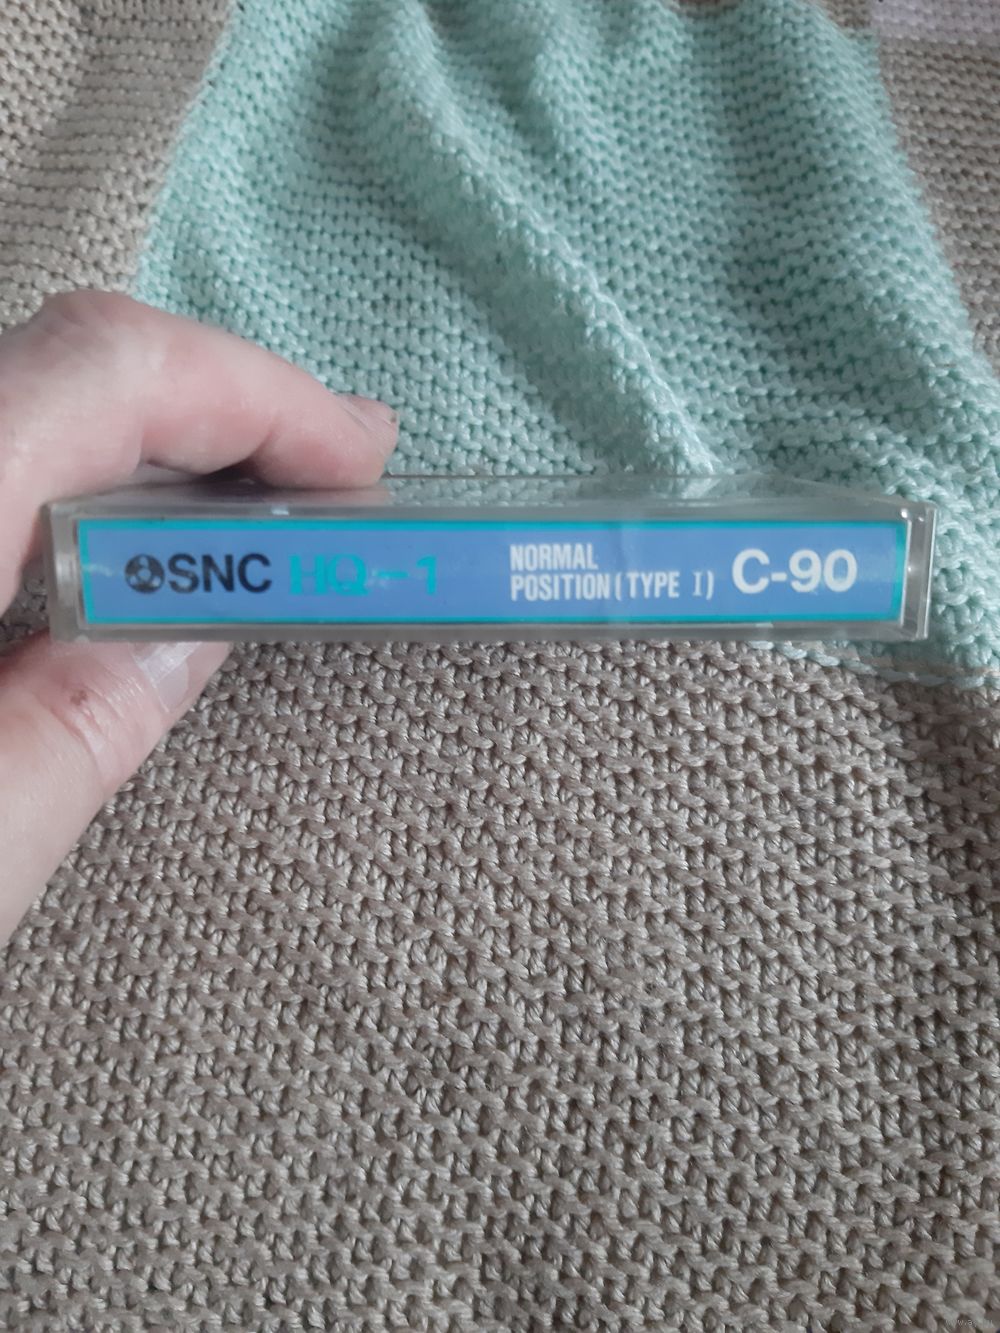 SNC HQ-1
NORMAL
POSITION (TYPE I)
C-90